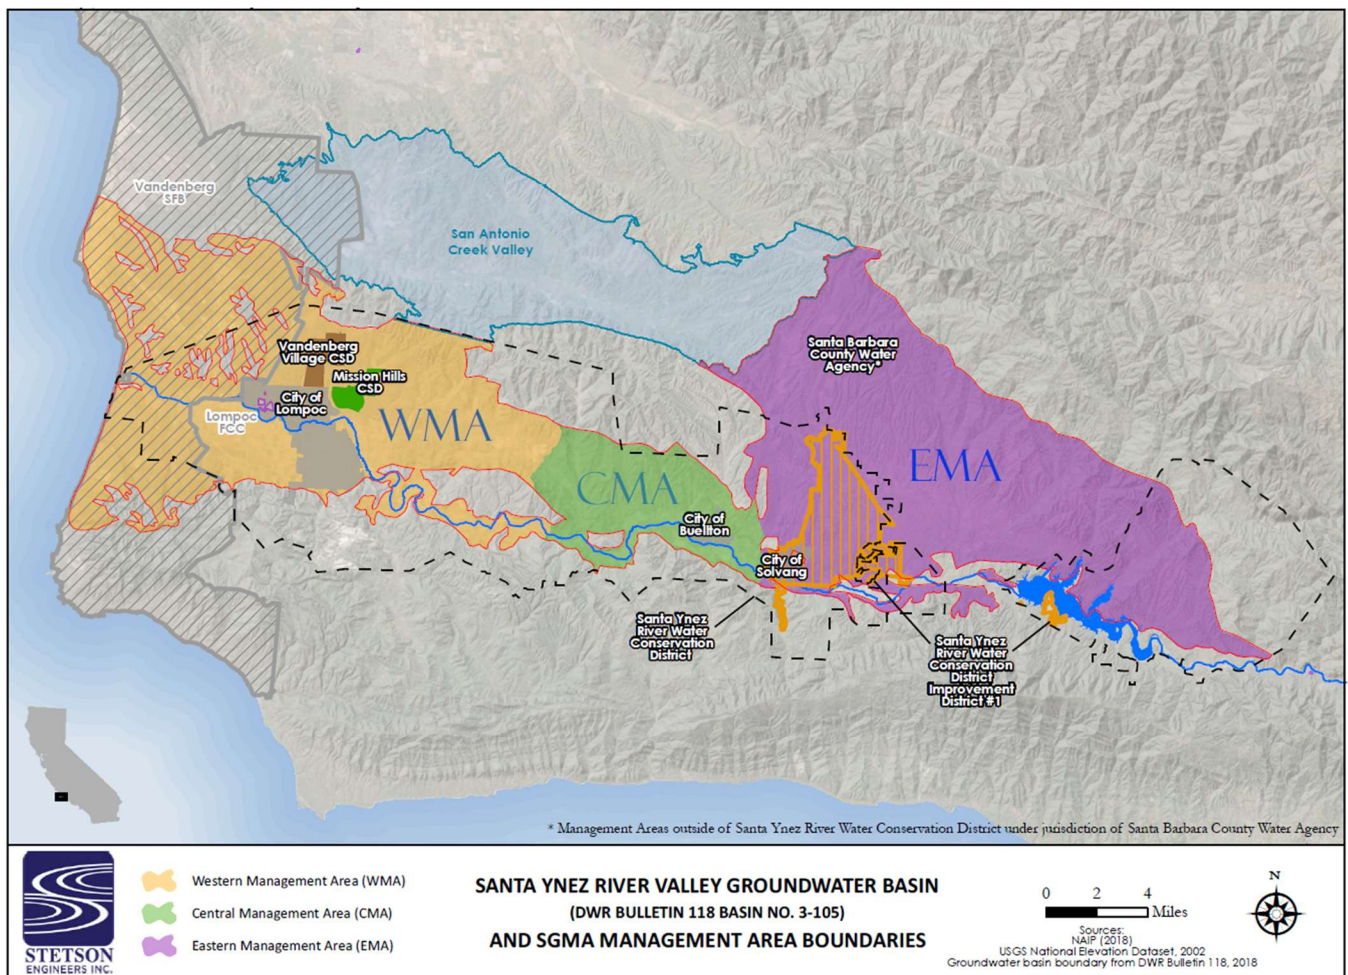 Vandenberg
SFB
San Antonio
Creek Valley
Santa Barbara
County Water
Agency*
Vandenberg
Village CSD
Mission Hills
CSD
City of
Lompoc
Lompoc
FCC
WMA
CMA
EMA
City of
Buellton
City of
Solvang
Santa Ynez
River Water
Conservation
District
Santa Ynez
River Water
Conservation
District
Improvement
District #1
* Management Areas outside of Santa Ynez River Water Conservation District under jurisdiction of Santa Barbara County Water Agency
STETSON
ENGINEERS INC.
Western Management Area (WMA)
Central Management Area (CMA)
Eastern Management Area (EMA)
SANTA YNEZ RIVER VALLEY GROUNDWATER BASIN
(DWR BULLETIN 118 BASIN NO. 3-105)
AND SGMA MANAGEMENT AREA BOUNDARIES
0 2 4
Miles
N
Sources:
NAIP (2018)
USGS National Elevation Dataset, 2002
Groundwater basin boundary from DWR Bulletin 118, 2018